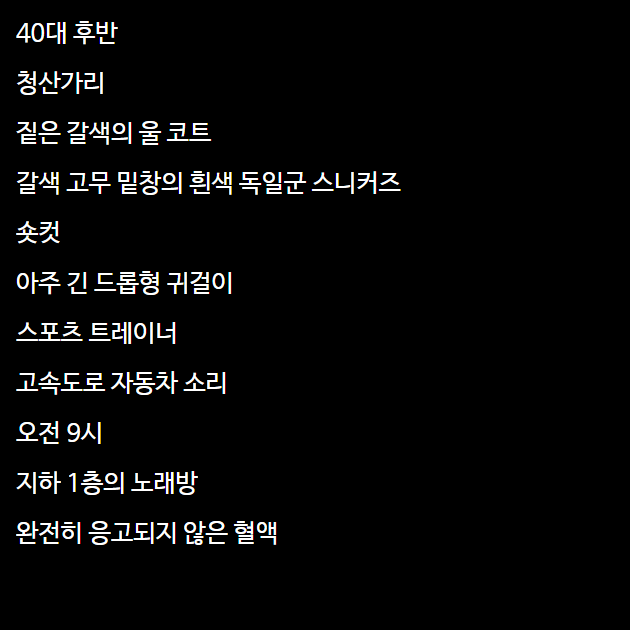 40대 후반
청산가리
짙은 갈색의 울 코트
갈색 고무 밑창의 흰색 독일군 스니커즈
숏컷
아주 긴 드롭형 귀걸이
스포츠 트레이너
고속도로 자동차 소리
오전 9시
지하 1층의 노래방
완전히 응고되지 않은 혈액